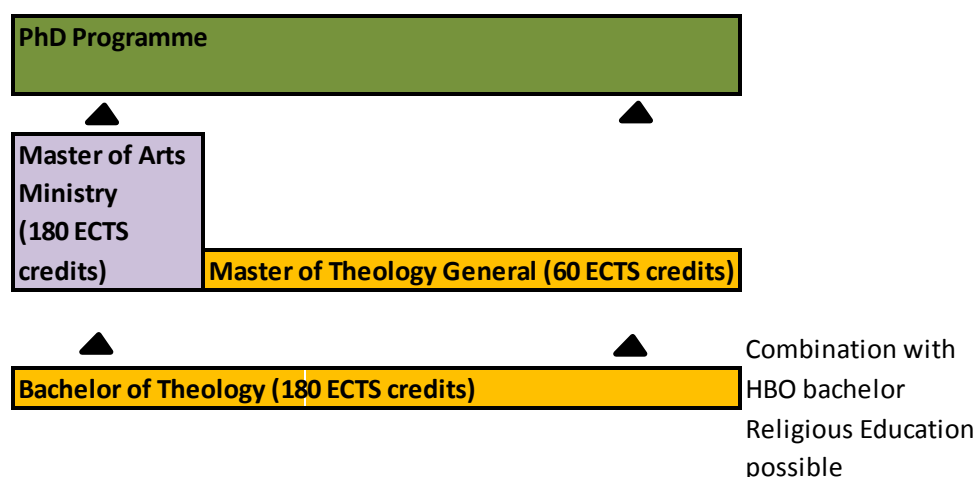 PhD Programme
Master of Arts
Ministry
(180 ECTS
credits)
Master of Theology General (60 ECTS credits)
Bachelor of Theology (180 ECTS credits)
Combination with
HBO bachelor
Religious Education
possible